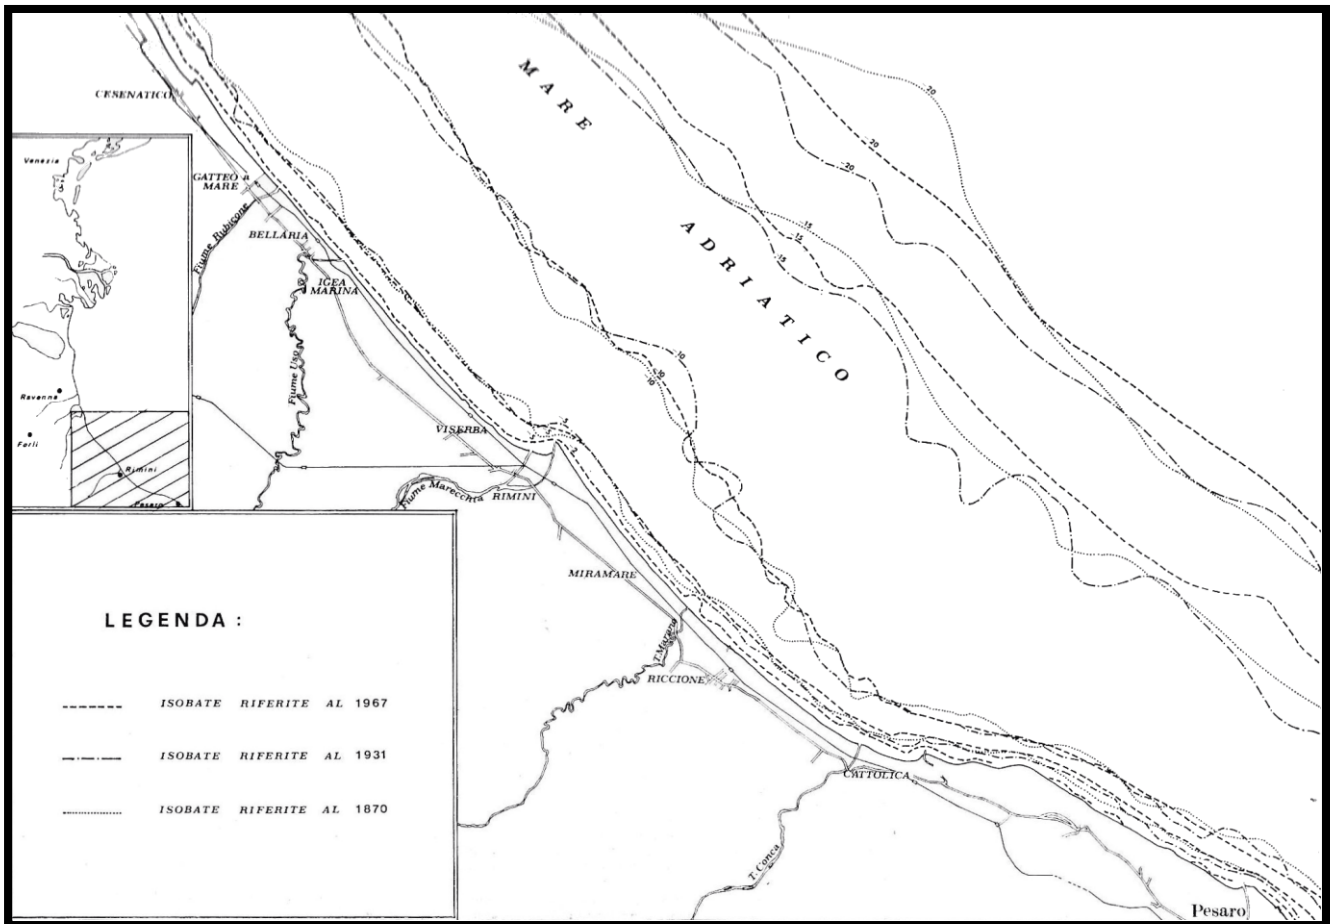 MARE
ADRIATICO
CESENATICO
GATTEO a
MARE
Fiume Rubicone
BELLARIA
IGEA
MARINA
Fiume Uso
VISERBA
Fiume Marecchia
RIMINI
MIRAMARE
T. Marano
RICCIONE
CATTOLICA
T. Conca
Pesaro
-20
-20
-20
-15
-15
-15
-10
-10
-10
Venezia
Ravenna
Forli
Rimini
Pesaro
LEGENDA :
ISOBATE RIFERITE AL 1967
ISOBATE RIFERITE AL 1931
ISOBATE RIFERITE AL 1870